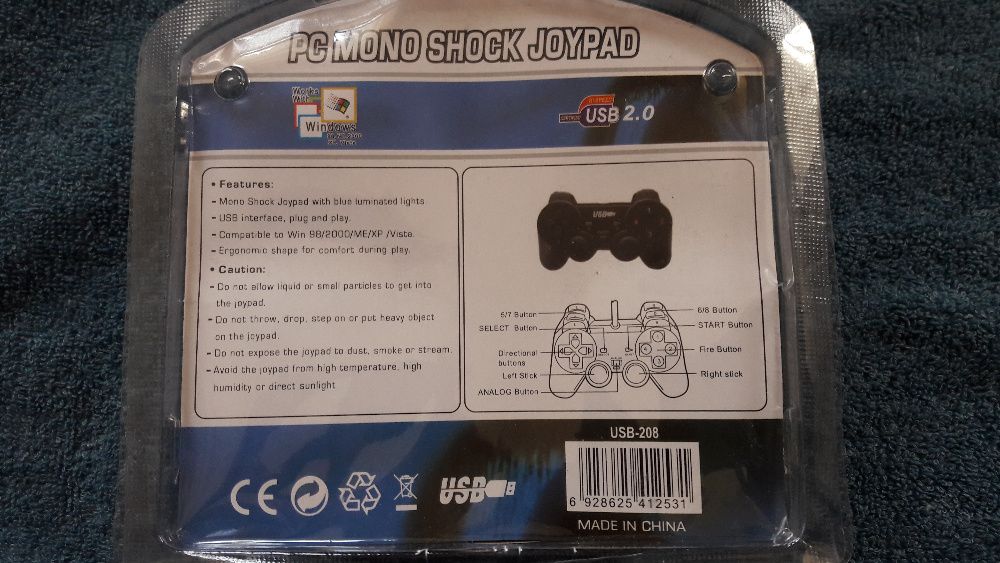 PC MONO SHOCK JOYPAD
Works
With
Windows
USB 2.0
• Features:
- Mono Shock Joypad with blue luminated lights
- USB interface, plug and play.
- Compatible to Win 98/2000/ME/XP /Vista.
- Ergonomic shape for comfort during play.
• Caution:
- Do not allow liquid or small particles to get into
the joypad.
- Do not throw, drop, step on or put heavy object
on the joypad.
- Do not expose the joypad to dust, smoke or stream.
- Avoid the joypad from high temperature, high
humidity or direct sunlight
USB
5/7 Button
6/8 Button
SELECT Button
START Button
Directional
buttons
Fire Button
Left Stick
Right stick
ANALOG Button
USB-208
CE
USB
6 928625 412531
MADE IN CHINA